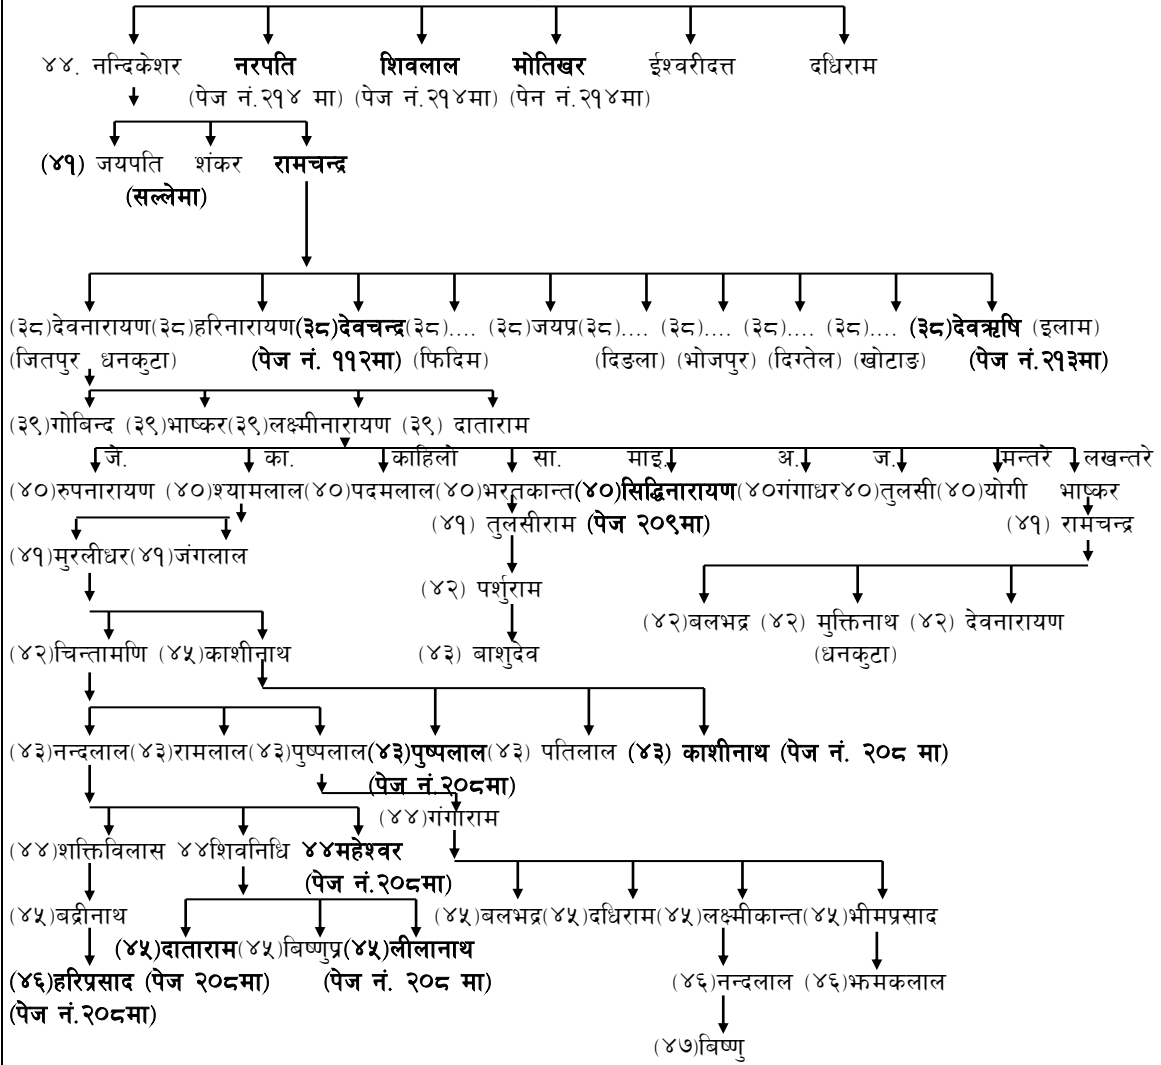 ४४. नन्दिकेशर नरपति शिवलाल मोतिखर ईश्वरीदत्त दधिराम
(पेज नं.२१४ मा) (पेज नं.२१४मा) (पेन नं.२१४मा)
(४१) जयपति शंकर रामचन्द्र
(सल्लेमा)
(३८)देवनारायण(३८)हरिनारायण(३८)देवचन्द्र(३८).... (३८)जयप्र(३८).... (३८).... (३८).... (३८).... (३८)देवऋषि (इलाम)
(जितपुर धनकुटा) (पेज नं. ११२मा) (फिदिम) (दिङला) (भोजपुर) (दिग्तेल) (खोटाङ) (पेज नं.२१३मा)
(३९)गोबिन्द (३९)भाष्कर(३९)लक्ष्मीनारायण (३९) दाताराम
जे. का. काहिलो सा. माइ. अ. ज. मन्तरे लखन्तरे
(४०)रुपनारायण (४०)श्यामलाल(४०)पदमलाल(४०)भरतकान्त(४०)सिद्धिनारायण(४०गंगाधर४०)तुलसी(४०)योगी भाष्कर
(४१) तुलसीराम (पेज २०९मा) (४१) रामचन्द्र
(४१)मुरलीधर(४१)जंगलाल
(४२) पर्शुराम
(४२)बलभद्र (४२) मुक्तिनाथ (४२) देवनारायण
(४२)चिन्तामणि (४५)काशीनाथ (४३) बाशुदेव (धनकुटा)
(४३)नन्दलाल(४३)रामलाल(४३)पुष्पलाल(४३)पुष्पलाल(४३) पतिलाल (४३) काशीनाथ (पेज नं. २०८ मा)
(पेज नं.२०८मा)
(४४)गंगाराम
(४४)शक्तिविलास ४४शिवनिधि ४४महेश्वर
(पेज नं.२०८मा)
(४५)बद्रीनाथ (४५)बलभद्र(४५)दधिराम(४५)लक्ष्मीकान्त(४५)भीमप्रसाद
(४५)दाताराम(४५)बिष्णुप्र(४५)लीलानाथ
(४६)हरिप्रसाद (पेज २०८मा) (पेज नं. २०८ मा) (४६)नन्दलाल (४६)झमकलाल
(पेज नं.२०८मा)
(४७)बिष्णु